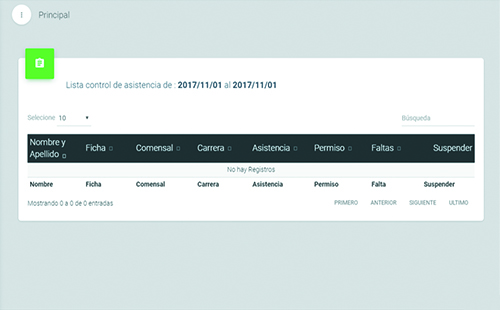 Principal
Lista control de asistencia de : 2017/11/01 al 2017/11/01
Selecione 10 Búsqueda
Nombre y Apellido Ficha Comensal Carrera Asistencia Permiso Faltas Suspender
No hay Registros
Nombre Ficha Comensal Carrera Asistencia Permiso Falta Suspender
Mostrando 0 a 0 de 0 entradas PRIMERO ANTERIOR SIGUIENTE ULTIMO